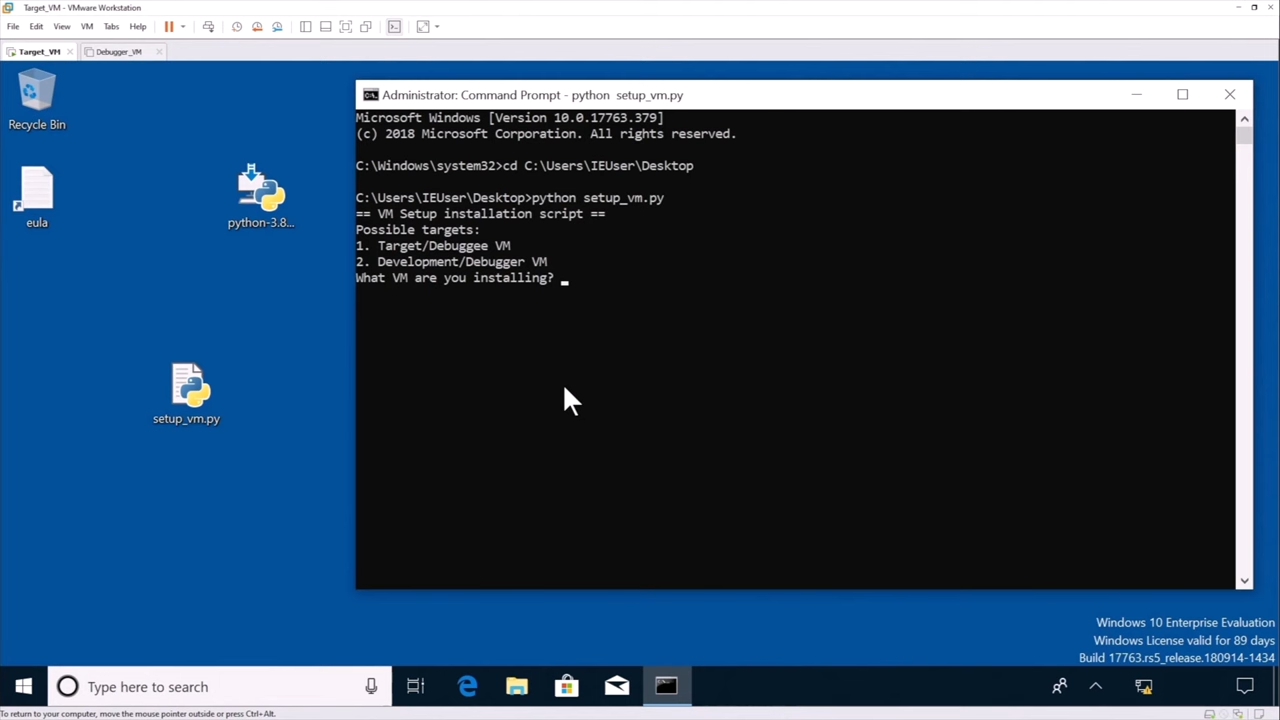 Target_VM - VMware Workstation
File Edit View VM Tabs Help
Target_VM Debugger_VM
Recycle Bin
eula
python-3.8...
setup_vm.py
Administrator: Command Prompt - python  setup_vm.py
Microsoft Windows [Version 10.0.17763.379]
(c) 2018 Microsoft Corporation. All rights reserved.
C:\Windows\system32>cd C:\Users\IEUser\Desktop
C:\Users\IEUser\Desktop>python setup_vm.py
== VM Setup installation script ==
Possible targets:
1. Target/Debuggee VM
2. Development/Debugger VM
What VM are you installing?
Windows 10 Enterprise Evaluation
Windows License valid for 89 days
Build 17763.rs5_release.180914-1434
Type here to search
To return to your computer, move the mouse pointer outside or press Ctrl+Alt.